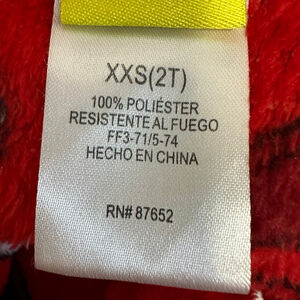 XXS(2T)
100% POLIÉSTER
RESISTENTE AL FUEGO
FF3-71/5-74
HECHO EN CHINA
RN# 87652